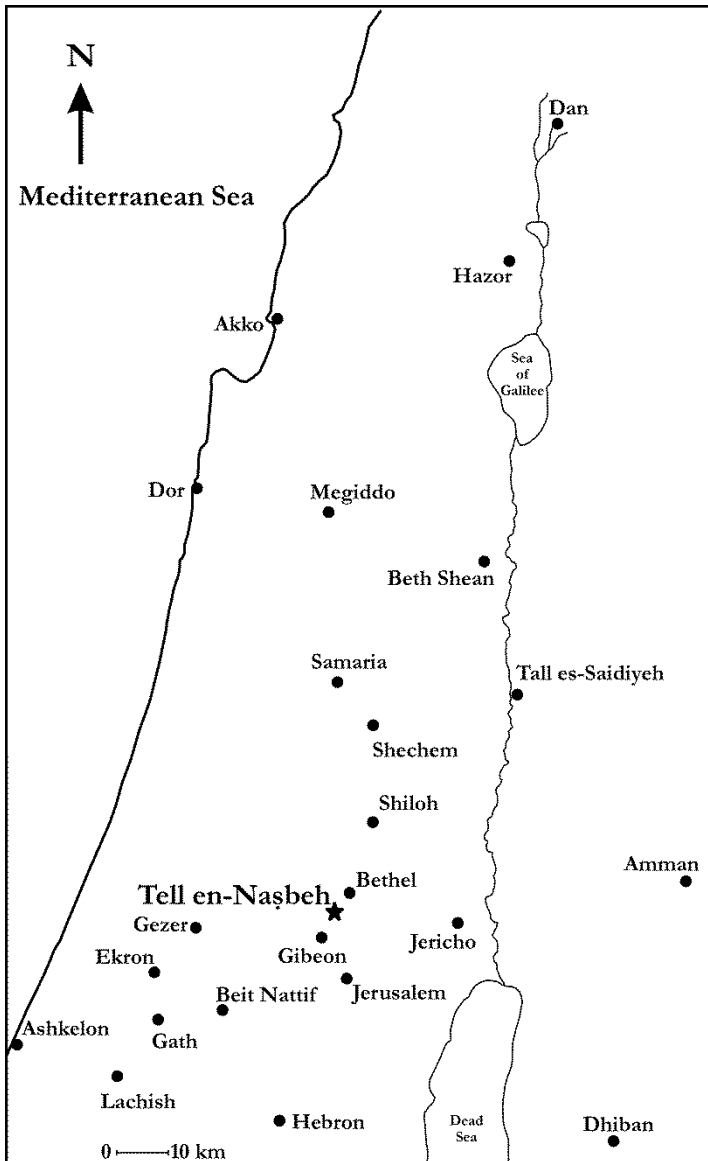 N
Dan
Mediterranean Sea
Hazor
Akko
Sea
of
Galilee
Dor
Megiddo
Beth Shean
Samaria
Tall es-Saidiyeh
Shechem
Shiloh
Amman
Bethel
Tell en-Naṣbeh
Gezer
Jericho
Gibeon
Ekron
Jerusalem
Beit Nattif
Ashkelon
Gath
Lachish
Hebron
Dead
Sea
Dhiban
0 10 km